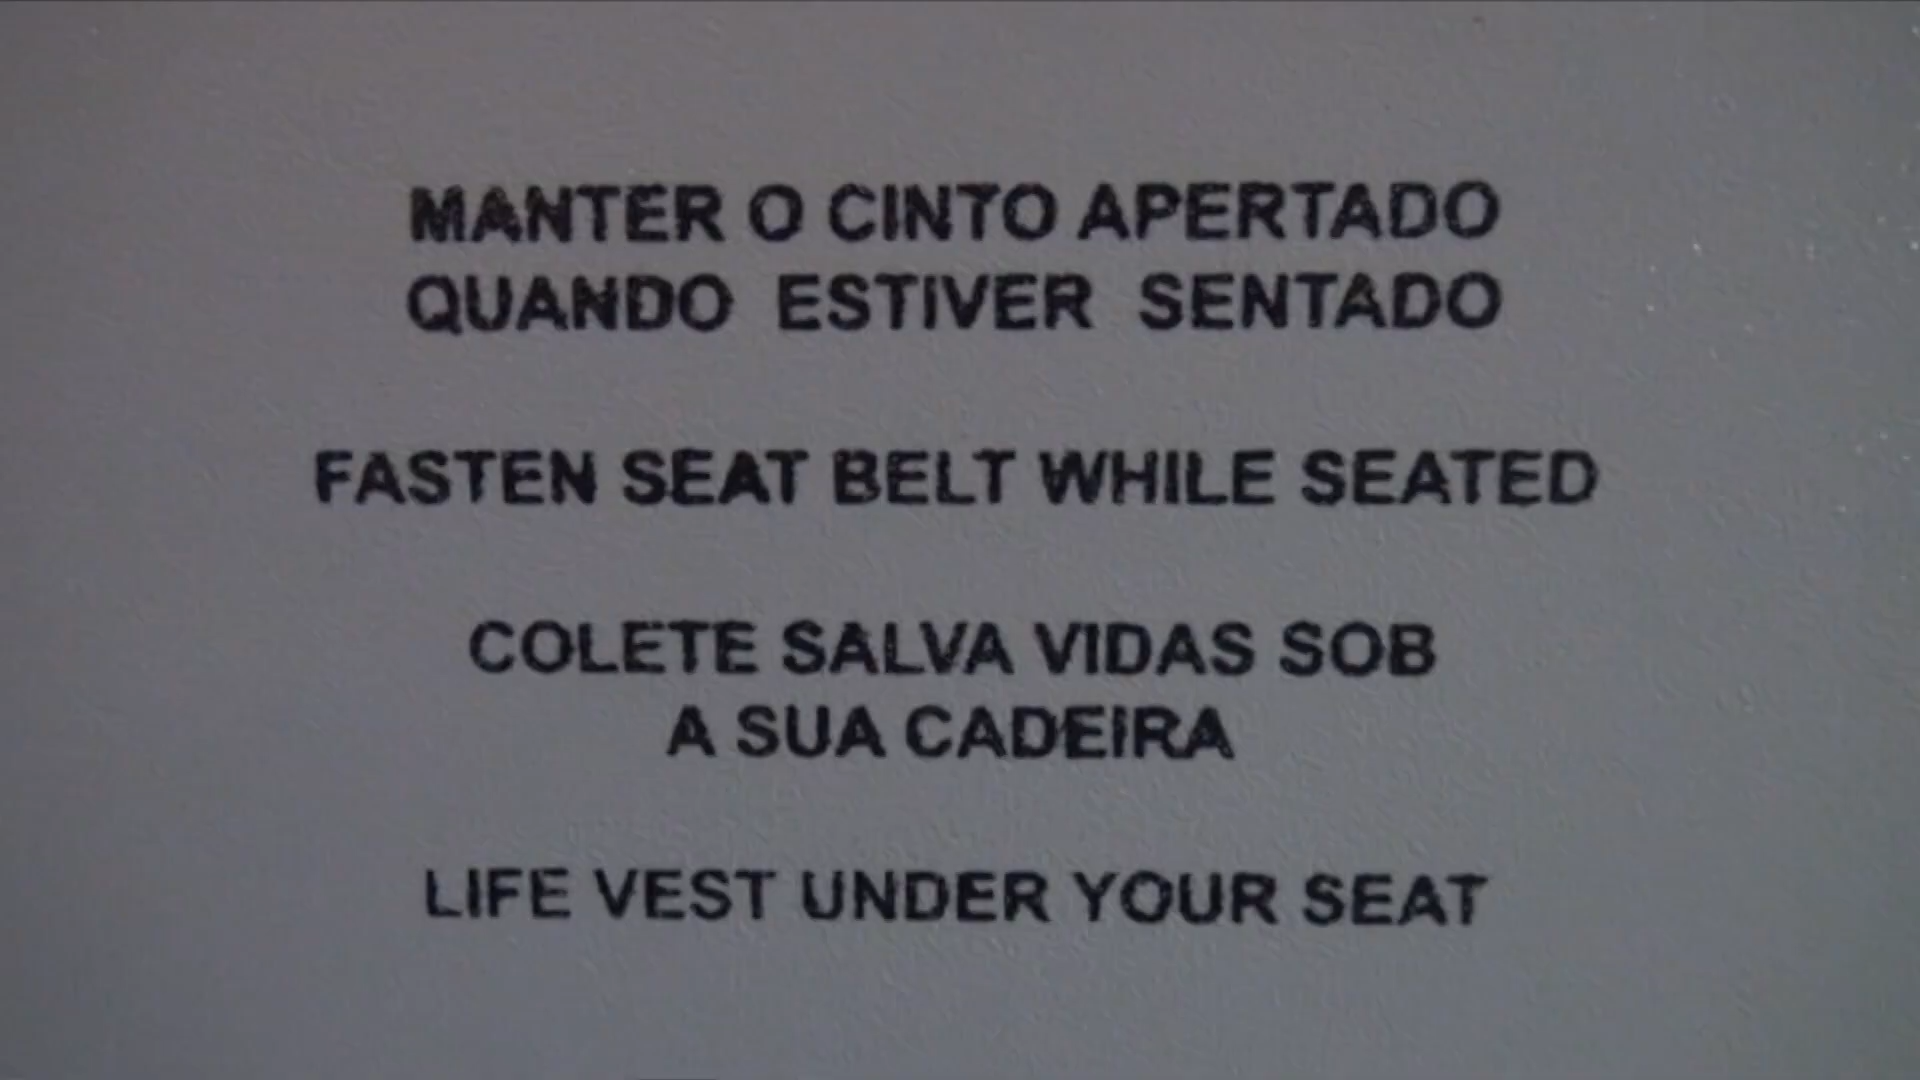 MANTER O CINTO APERTADO
QUANDO ESTIVER SENTADO
FASTEN SEAT BELT WHILE SEATED
COLETE SALVA VIDAS SOB
A SUA CADEIRA
LIFE VEST UNDER YOUR SEAT